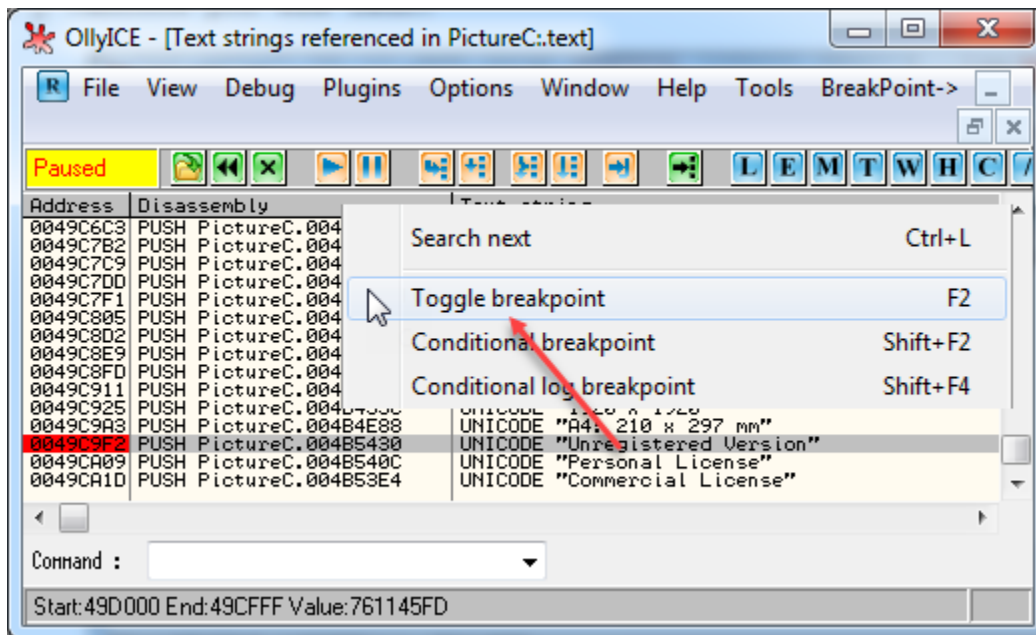 OllyICE - [Text strings referenced in PictureC:.text]
R File View Debug Plugins Options Window Help Tools BreakPoint->
Paused L E M T W H C /
Address Disassembly
0049C6C3 PUSH PictureC.004
0049C7B2 PUSH PictureC.004
0049C7C9 PUSH PictureC.004
0049C7DD PUSH PictureC.004
0049C7F1 PUSH PictureC.004
0049C805 PUSH PictureC.004
0049C8D2 PUSH PictureC.004
0049C8E9 PUSH PictureC.004
0049C8FD PUSH PictureC.004
0049C911 PUSH PictureC.004
0049C925 PUSH PictureC.004B4
0049C9A3 PUSH PictureC.004B4E88 UNICODE "A4: 210 x 297 mm"
0049C9F2 PUSH PictureC.004B5430 UNICODE "Unregistered Version"
0049CA09 PUSH PictureC.004B540C UNICODE "Personal License"
0049CA1D PUSH PictureC.004B53E4 UNICODE "Commercial License"
Search next Ctrl+L
Toggle breakpoint F2
Conditional breakpoint Shift+F2
Conditional log breakpoint Shift+F4
Command :
Start:49D000 End:49CFFF Value:761145FD